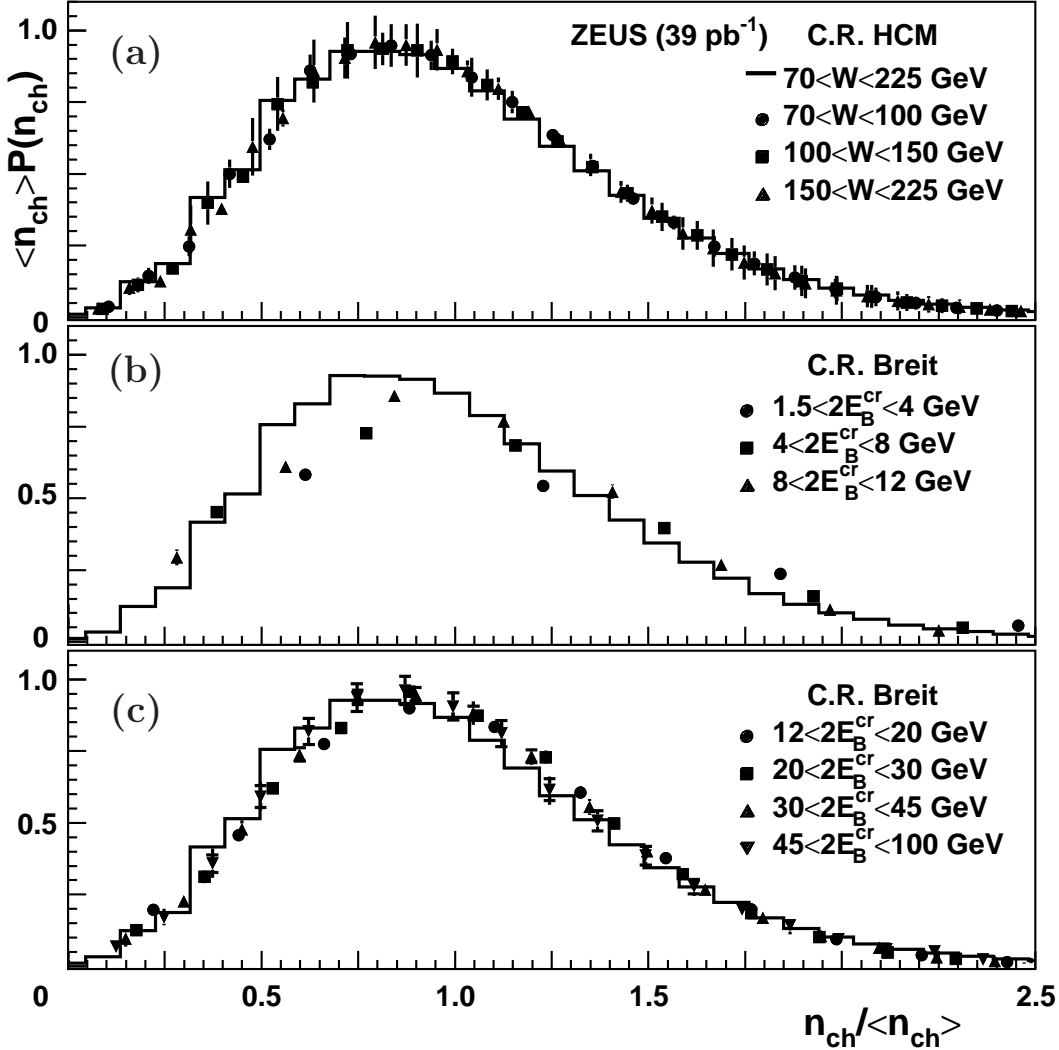 <n_ch>P(n_ch)
(a)
ZEUS (39 pb⁻¹)
C.R. HCM
70<W<225 GeV
70<W<100 GeV
100<W<150 GeV
150<W<225 GeV
1.0
0
(b)
C.R. Breit
1.5<2E_B^cr<4 GeV
4<2E_B^cr<8 GeV
8<2E_B^cr<12 GeV
1.0
0.5
0
(c)
C.R. Breit
12<2E_B^cr<20 GeV
20<2E_B^cr<30 GeV
30<2E_B^cr<45 GeV
45<2E_B^cr<100 GeV
1.0
0.5
0 0.5 1.0 1.5 2 2.5
n_ch/<n_ch>